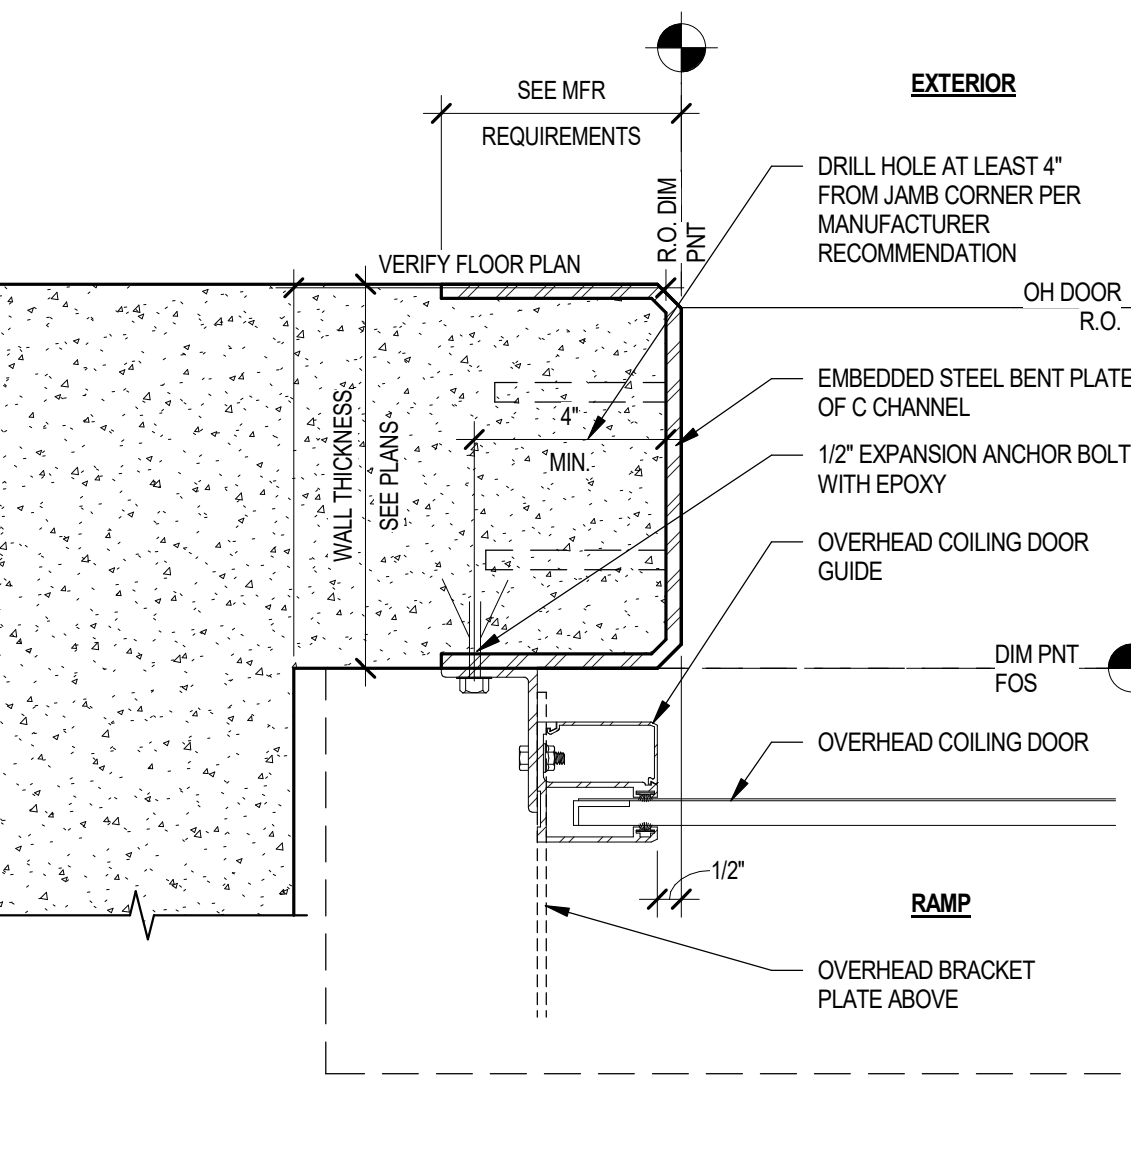 SEE MFR
REQUIREMENTS
EXTERIOR
DRILL HOLE AT LEAST 4"
FROM JAMB CORNER PER
MANUFACTURER
RECOMMENDATION
R.O. DIM
PNT
VERIFY FLOOR PLAN
OH DOOR
R.O.
EMBEDDED STEEL BENT PLATE
OF C CHANNEL
4"
MIN.
WALL THICKNESS
SEE PLANS
1/2" EXPANSION ANCHOR BOLT
WITH EPOXY
OVERHEAD COILING DOOR
GUIDE
DIM PNT
FOS
OVERHEAD COILING DOOR
1/2"
RAMP
OVERHEAD BRACKET
PLATE ABOVE